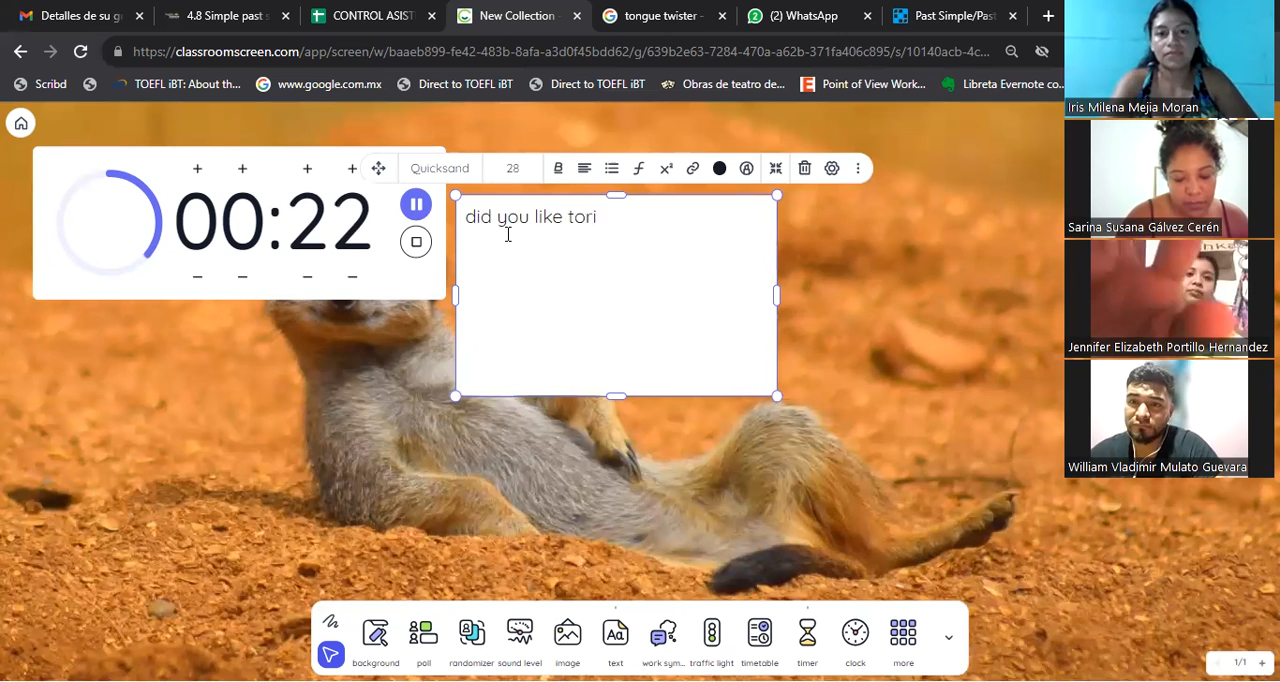 Detalles de su gr
4.8 Simple past s
CONTROL ASIST
New Collection -
tongue twister -
(2) WhatsApp
Past Simple/Past
https://classroomscreen.com/app/screen/w/baaeb899-fe42-483b-8afa-a3d0f45bdd62/g/639b2e63-7284-470a-a62b-371fa406c895/s/10140acb-4c...
Scribd
TOEFL iBT: About th...
www.google.com.mx
Direct to TOEFL iBT
Direct to TOEFL iBT
Obras de teatro de...
Point of View Work...
Libreta Evernote co...
Iris Milena Mejia Moran
Sarina Susana Gálvez Cerén
Jennifer Elizabeth Portillo Hernandez
William Vladimir Mulato Guevara
00:22
Quicksand
28
did you like tori
background
poll
randomizer
sound level
image
text
work sym...
traffic light
timetable
timer
clock
more
1/1